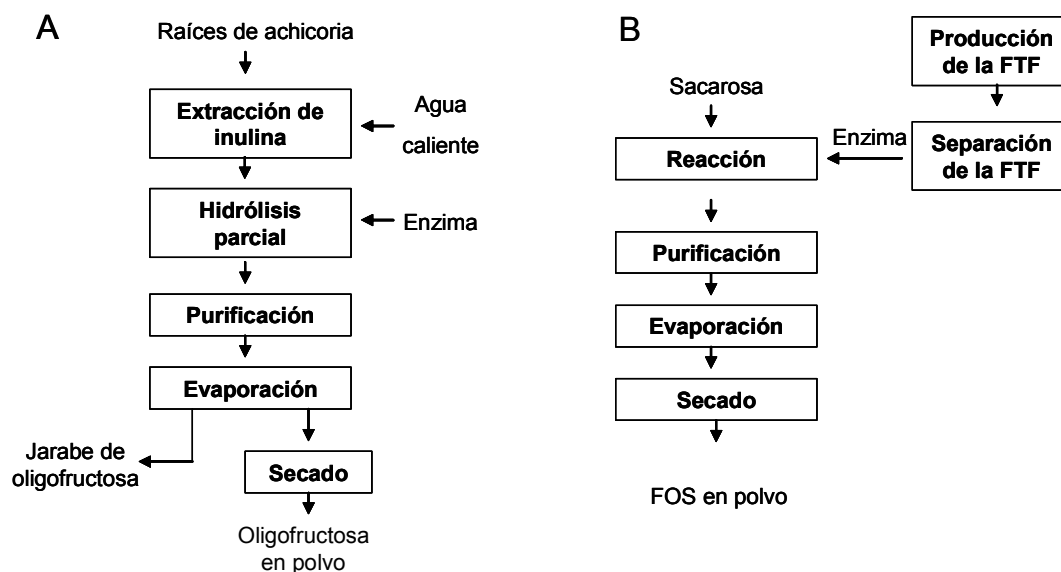 A
Raíces de achicoria
Extracción de
inulina
Agua
caliente
Hidrólisis
parcial
Enzima
Purificación
Evaporación
Jarabe de
oligofructosa
Secado
Oligofructosa
en polvo
B
Producción
de la FTF
Sacarosa
Enzima
Separación
de la FTF
Reacción
Purificación
Evaporación
Secado
FOS en polvo